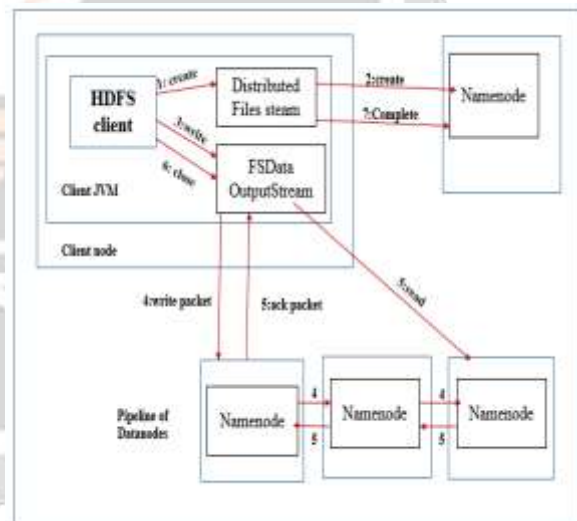 1: create
HDFS
client
Distributed
Files steam
2:create
7:Complete
Namenode
3:write
6: close
FSData
OutputStream
Client JVM
Client node
4:write packet
5:ack packet
5:read
Pipeline of
Datanodes
Namenode
4
5
Namenode
4
5
Namenode